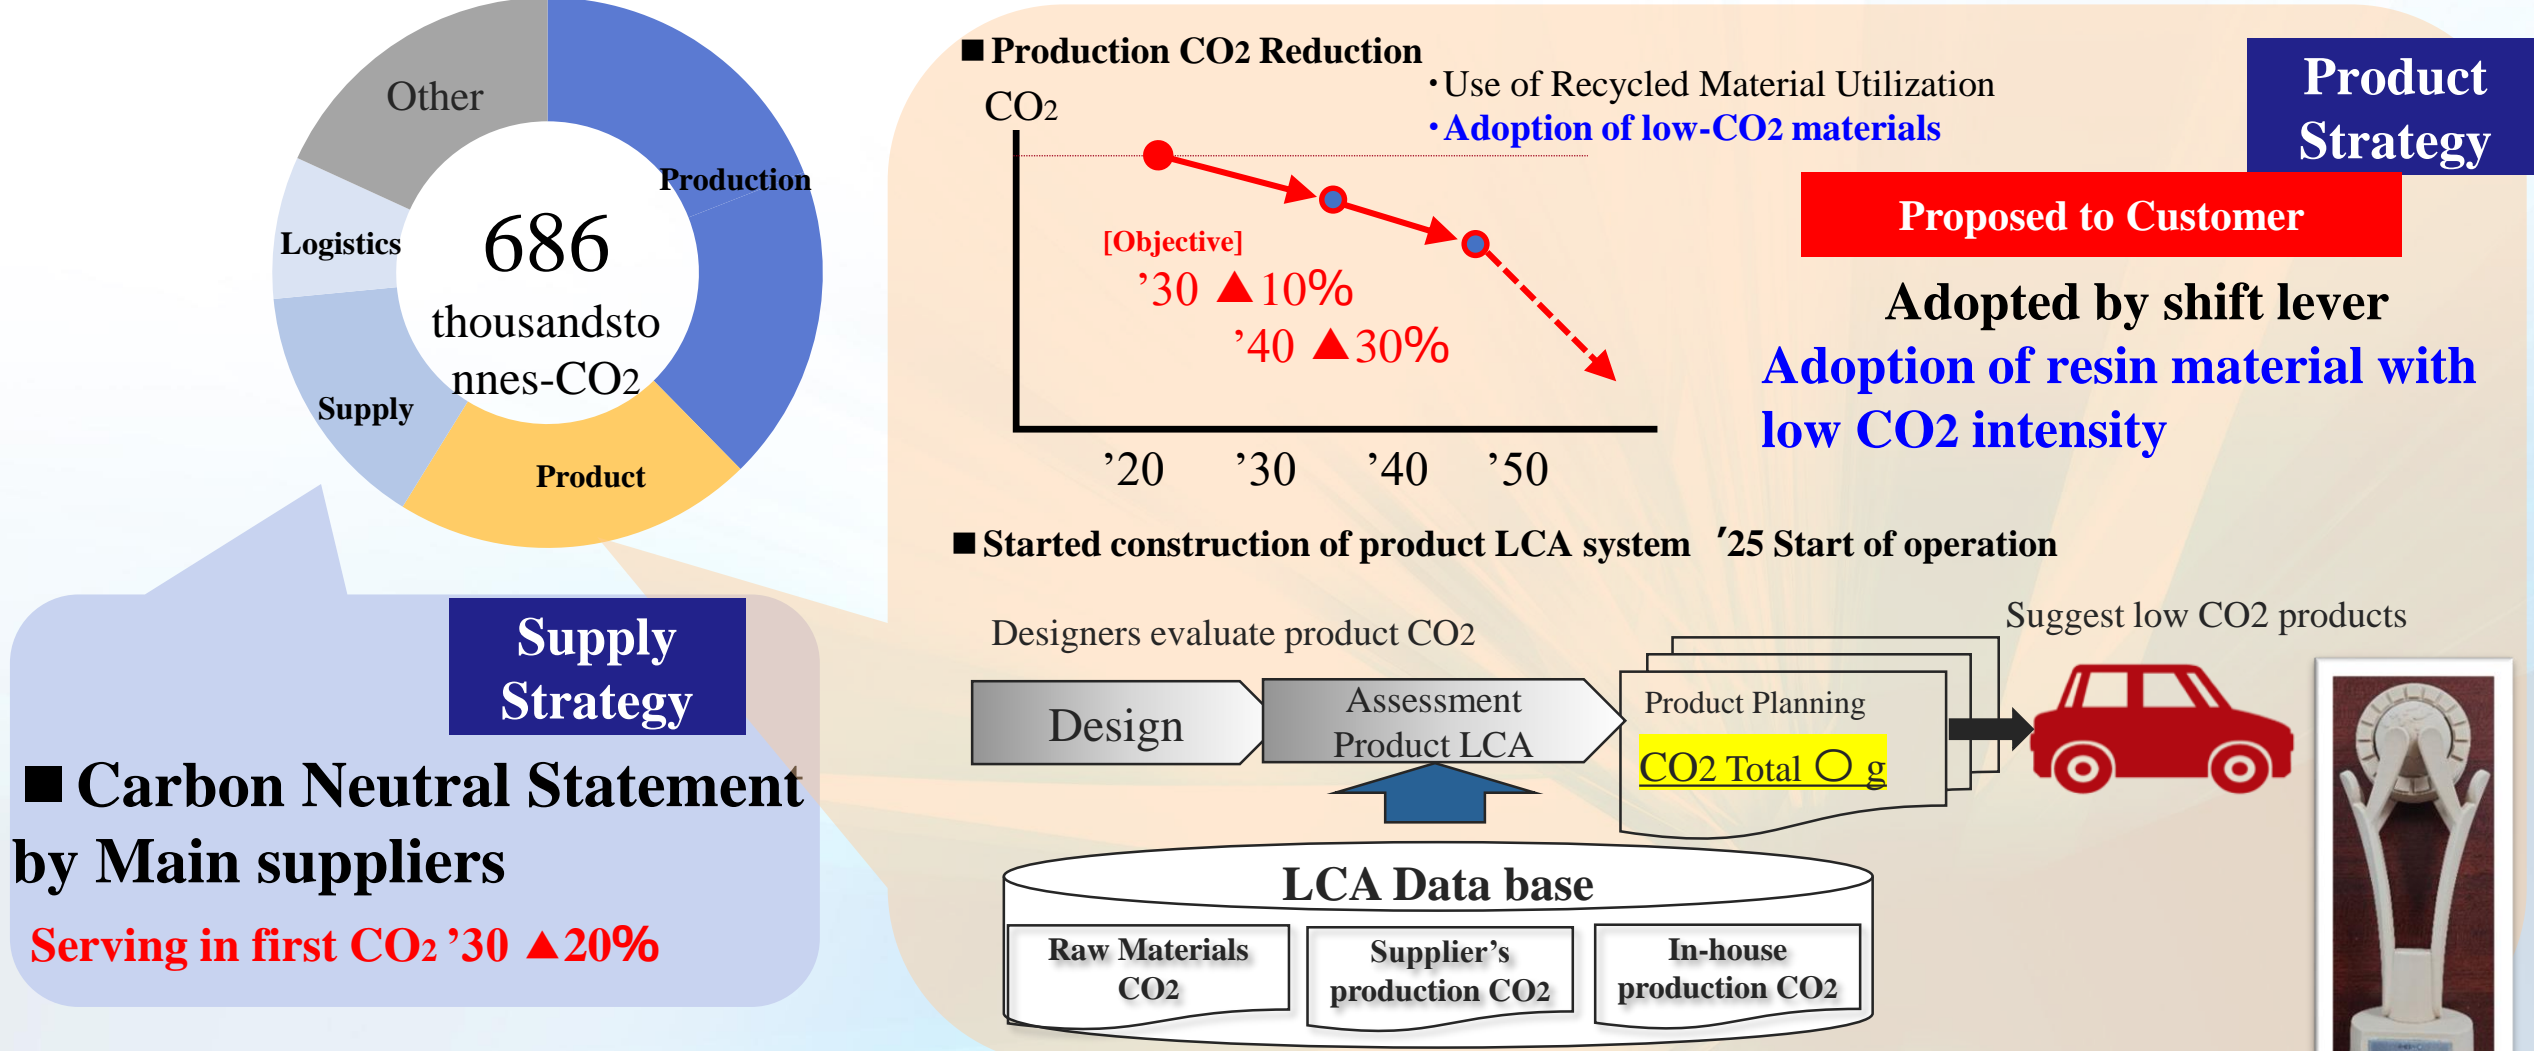 Other
Production
Logistics
686
thousandsto
nnes-CO2
Supply
Product
Supply
Strategy
■ Carbon Neutral Statement
by Main suppliers
Serving in first CO2 ’30 ▲20%
■ Production CO2 Reduction
・Use of Recycled Material Utilization
・Adoption of low-CO2 materials
CO2
[Objective]
’30 ▲10%
’40 ▲30%
’20 ’30 ’40 ’50
Product
Strategy
Proposed to Customer
Adopted by shift lever
Adoption of resin material with
low CO2 intensity
■ Started construction of product LCA system ’25 Start of operation
Designers evaluate product CO2
Suggest low CO2 products
Design
Assessment
Product LCA
Product Planning
CO2 Total 〇 g
LCA Data base
Raw Materials
CO2
Supplier’s
production CO2
In-house
production CO2